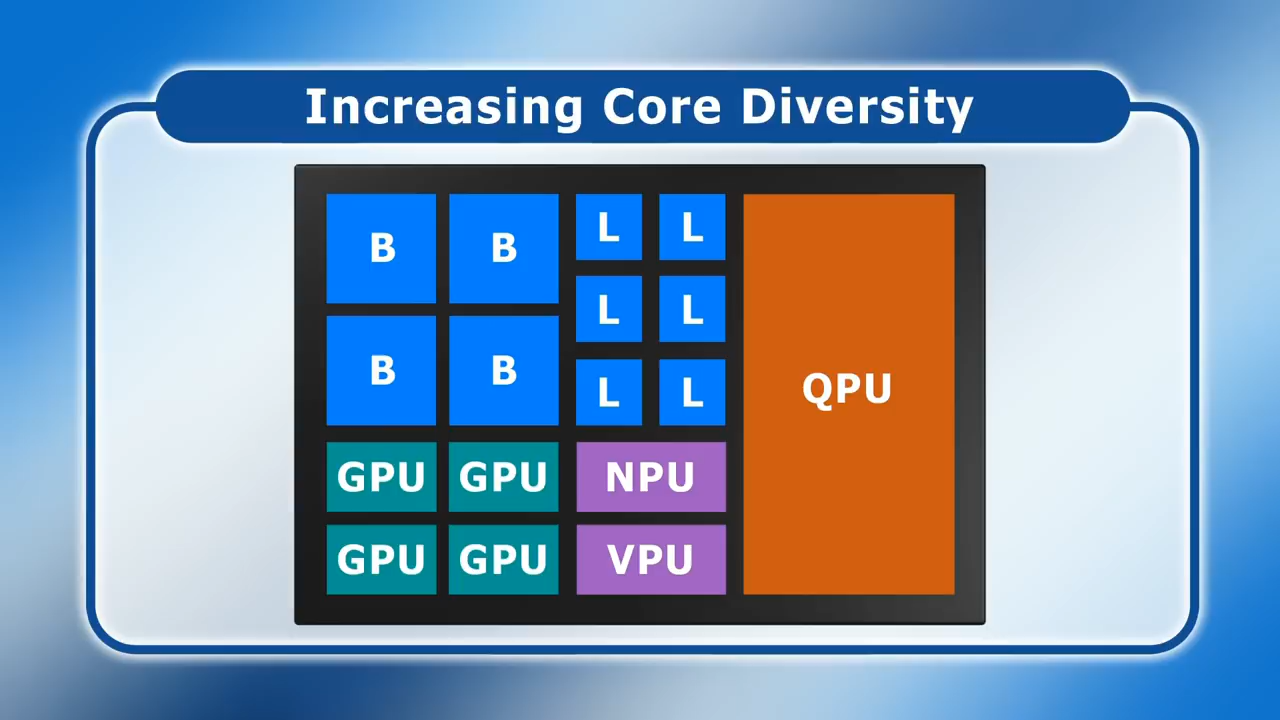 Increasing Core Diversity
B B L L
L L
B B L L
QPU
GPU GPU NPU
GPU GPU VPU